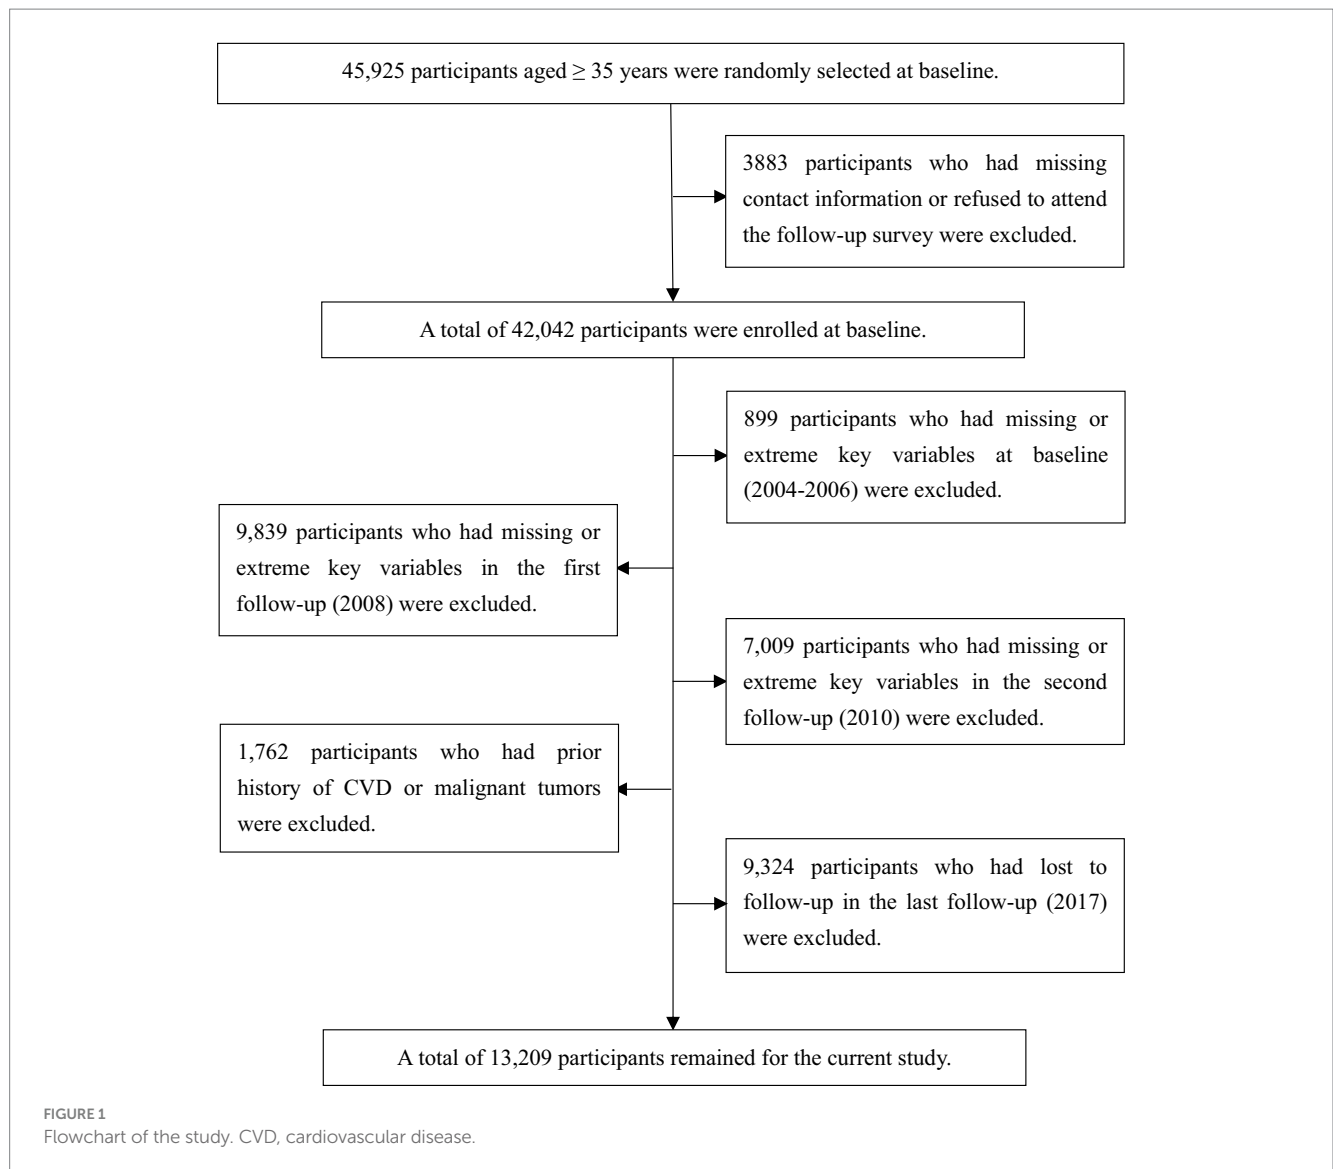 45,925 participants aged ≥ 35 years were randomly selected at baseline.
3883 participants who had missing
contact information or refused to attend
the follow-up survey were excluded.
A total of 42,042 participants were enrolled at baseline.
899 participants who had missing or
extreme key variables at baseline
(2004-2006) were excluded.
9,839 participants who had missing or
extreme key variables in the first
follow-up (2008) were excluded.
7,009 participants who had missing or
extreme key variables in the second
follow-up (2010) were excluded.
1,762 participants who had prior
history of CVD or malignant tumors
were excluded.
9,324 participants who had lost to
follow-up in the last follow-up (2017)
were excluded.
A total of 13,209 participants remained for the current study.
FIGURE 1
Flowchart of the study. CVD, cardiovascular disease.